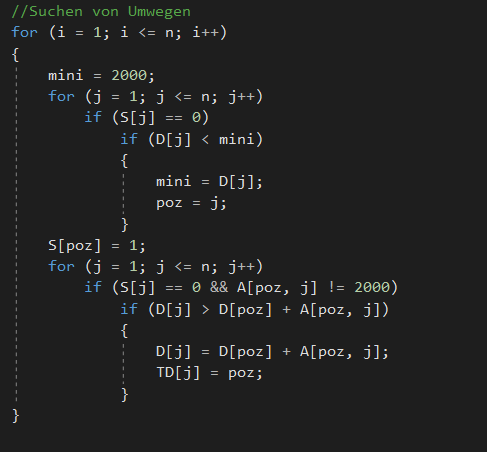 //Suchen von Umwegen
for (i = 1; i <= n; i++)
{
    mini = 2000;
    for (j = 1; j <= n; j++)
        if (S[j] == 0)
            if (D[j] < mini)
            {
                mini = D[j];
                poz = j;
            }
    S[poz] = 1;
    for (j = 1; j <= n; j++)
        if (S[j] == 0 && A[poz, j] != 2000)
            if (D[j] > D[poz] + A[poz, j])
            {
                D[j] = D[poz] + A[poz, j];
                TD[j] = poz;
            }
}